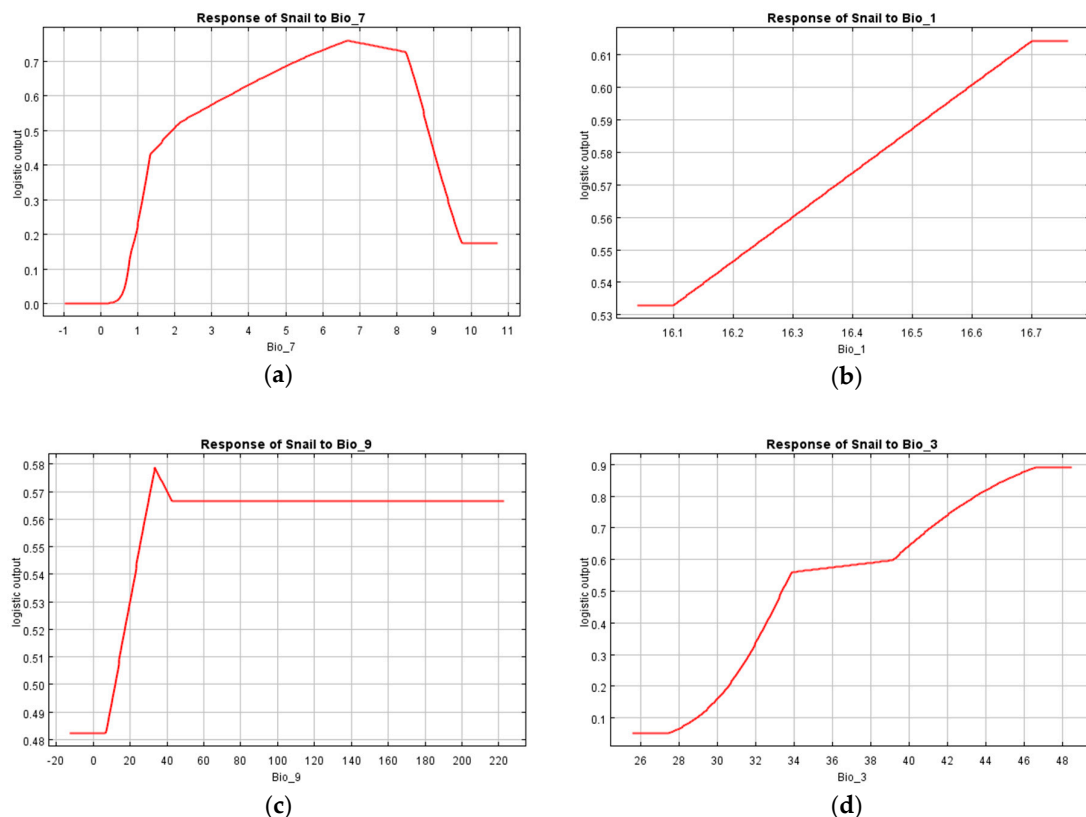 Response of Snail to Bio_7
logistic output
0.7
0.6
0.5
0.4
0.3
0.2
0.1
0.0
-1 0 1 2 3 4 5 6 7 8 9 10 11
Bio_7
(a)
Response of Snail to Bio_1
logistic output
0.61
0.60
0.59
0.58
0.57
0.56
0.55
0.54
0.53
16.1 16.2 16.3 16.4 16.5 16.6 16.7
Bio_1
(b)
Response of Snail to Bio_9
logistic output
0.58
0.57
0.56
0.55
0.54
0.53
0.52
0.51
0.50
0.49
0.48
-20 0 20 40 60 80 100 120 140 160 180 200 220
Bio_9
(c)
Response of Snail to Bio_3
logistic output
0.9
0.8
0.7
0.6
0.5
0.4
0.3
0.2
0.1
26 28 30 32 34 36 38 40 42 44 46 48
Bio_3
(d)